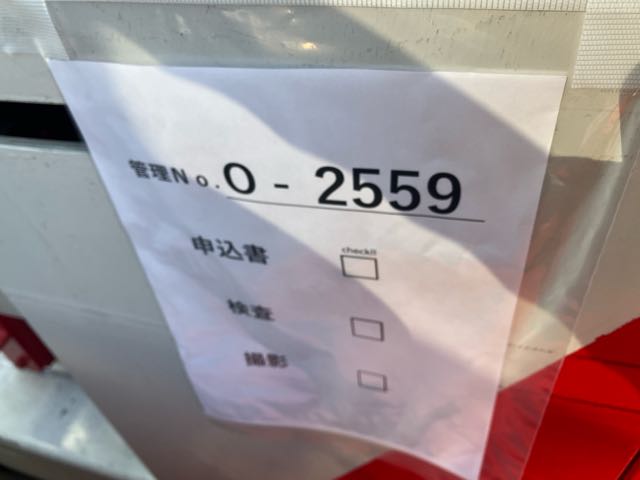 管理No.O - 2559
check!!
申込書 □
検査 □
撮影 □